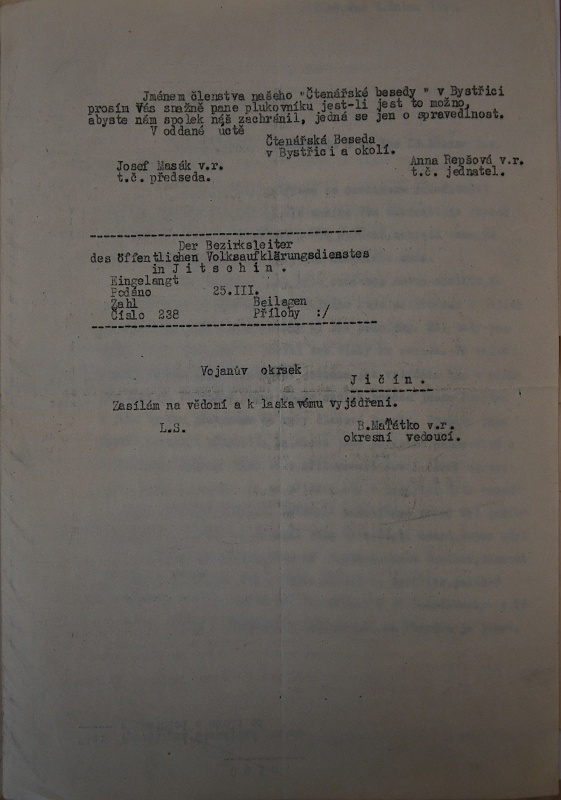 Jménem členstva našeho "Čtenářské besedy " v Bystřici
prosím Vás snažně pane plukovníku jest-li jest to možno,
abyste nám spolek náš zachránil, jedná se jen o spravedlnost.
V oddané úctě
Čtenářská Beseda
v Bystřici a okolí.
Josef Masák v.r.
t.č. předseda.
Anna Repšová v.r.
t.č. jednatel.
Der Bezirksleiter
des öffentlichen Volksaufklärungsdienstes
in J i t s c h i n .
Eingelangt
Podáno 25.III.
Zahl Beilagen
Číslo 238 Přílohy :/
Vojanův okrsek
J i č í n .
Zasílám na vědomí a k laskavému vyjádření.
L.S. B.Maťátko v.r.
okresní vedoucí.